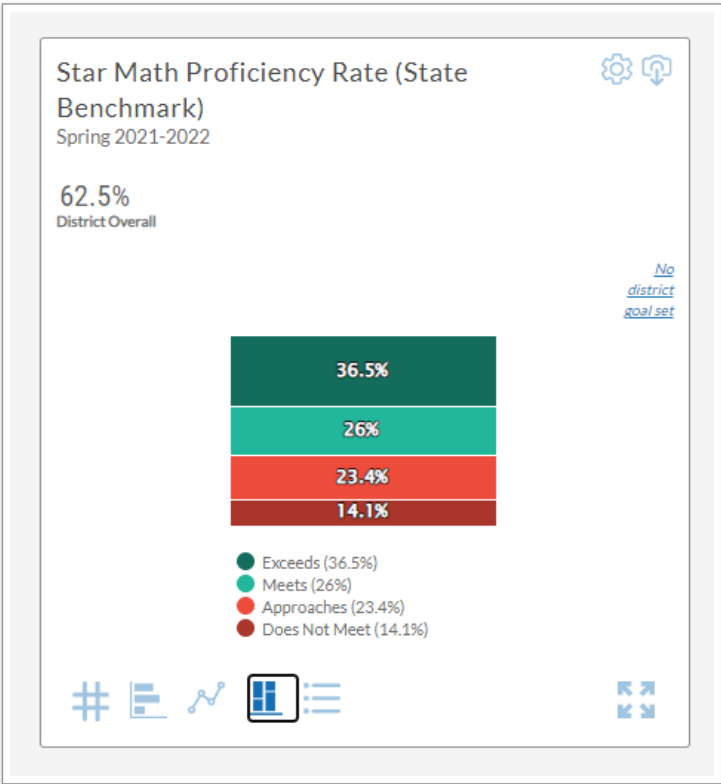 Star Math Proficiency Rate (State
Benchmark)
Spring 2021-2022
62.5%
District Overall
No
district
goal set
36.5%
26%
23.4%
14.1%
Exceeds (36.5%)
Meets (26%)
Approaches (23.4%)
Does Not Meet (14.1%)